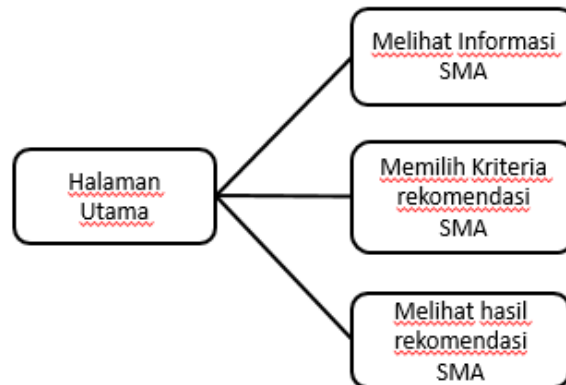 Melihat Informasi
SMA
Halaman
Utama
Memilih Kriteria
rekomendasi
SMA
Melihat hasil
rekomendasi
SMA